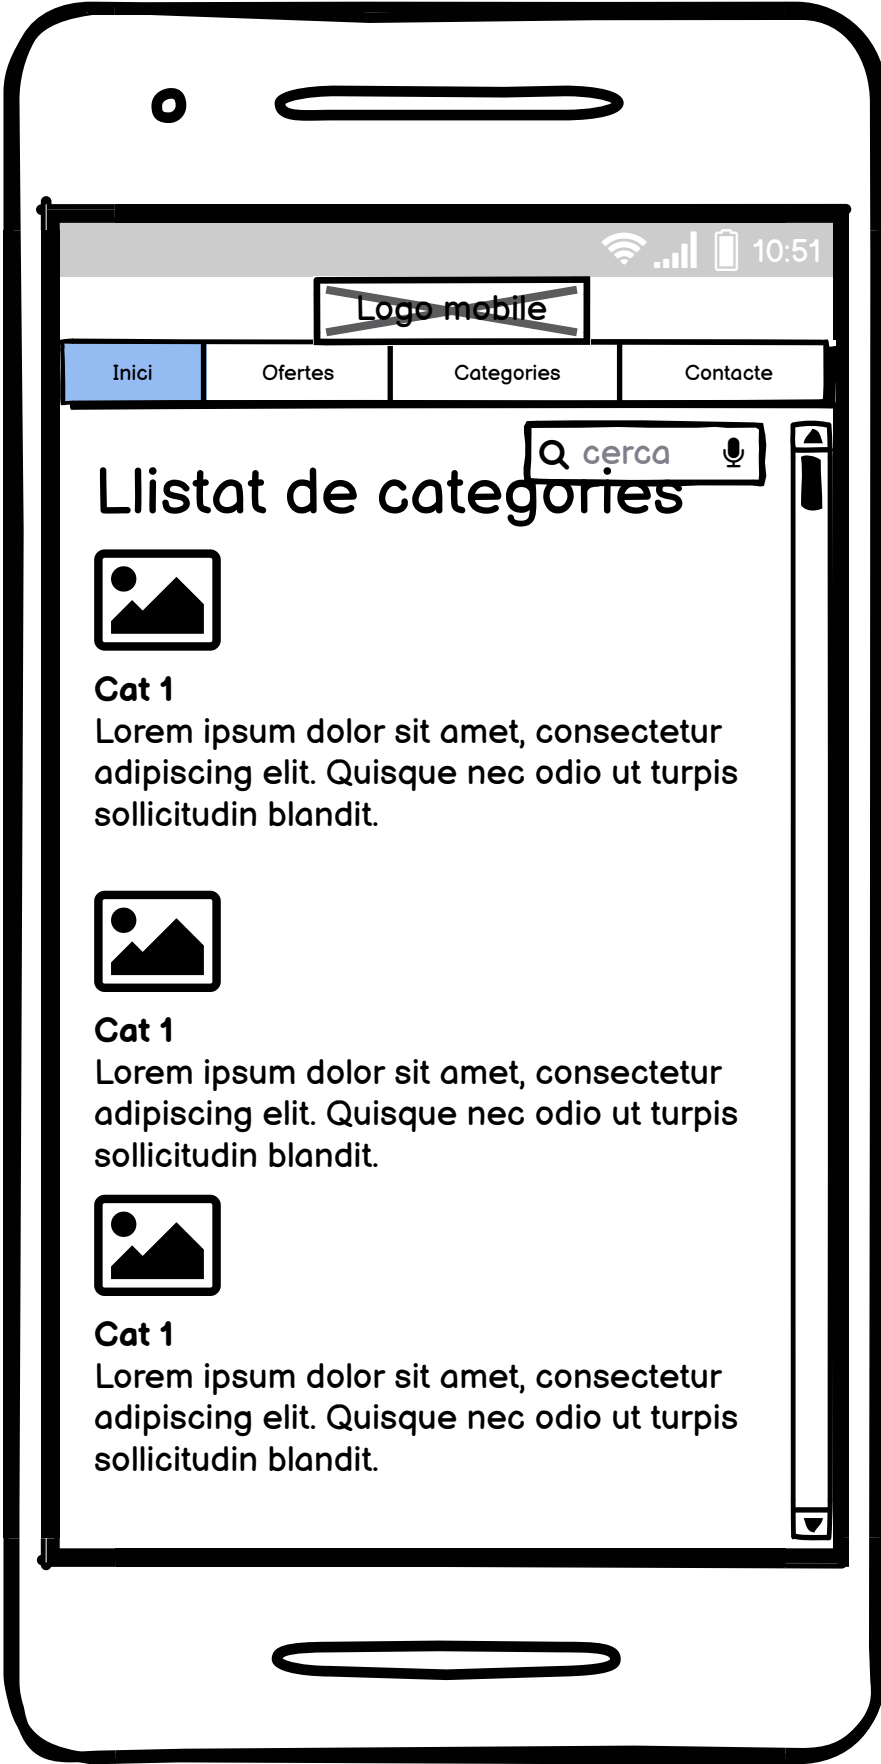 10:51
Logo mobile
Inici Ofertes Categories Contacte
cerca
Llistat de categories
Cat 1
Lorem ipsum dolor sit amet, consectetur
adipiscing elit. Quisque nec odio ut turpis
sollicitudin blandit.
Cat 1
Lorem ipsum dolor sit amet, consectetur
adipiscing elit. Quisque nec odio ut turpis
sollicitudin blandit.
Cat 1
Lorem ipsum dolor sit amet, consectetur
adipiscing elit. Quisque nec odio ut turpis
sollicitudin blandit.